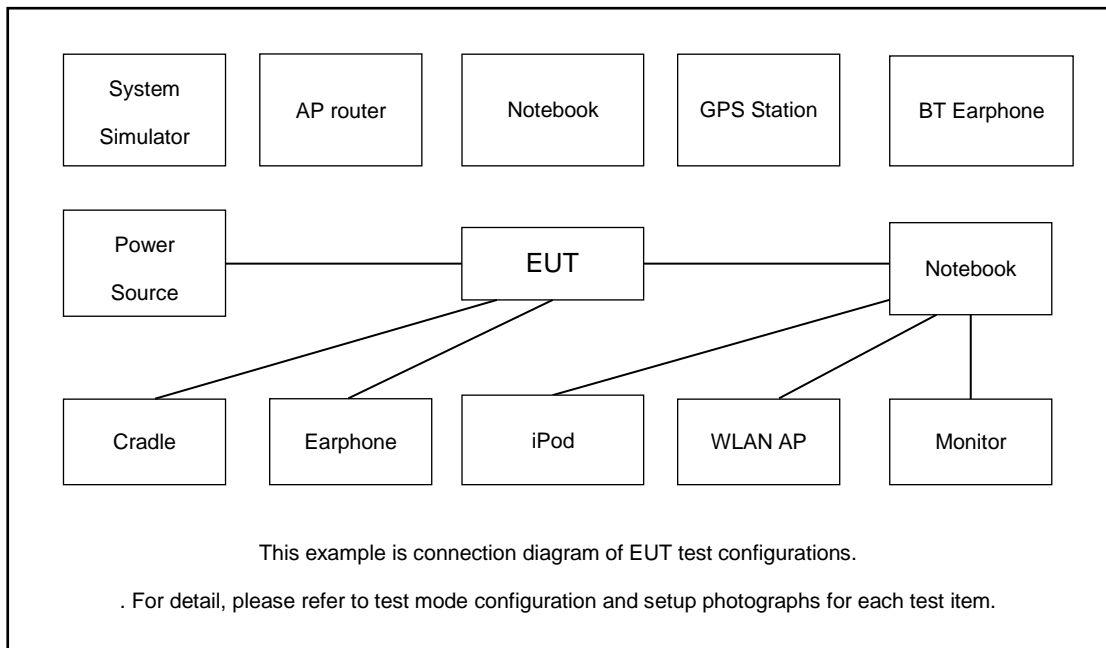 System
Simulator
AP router
Notebook
GPS Station
BT Earphone
Power
Source
EUT
Notebook
Cradle
Earphone
iPod
WLAN AP
Monitor
This example is connection diagram of EUT test configurations.
. For detail, please refer to test mode configuration and setup photographs for each test item.